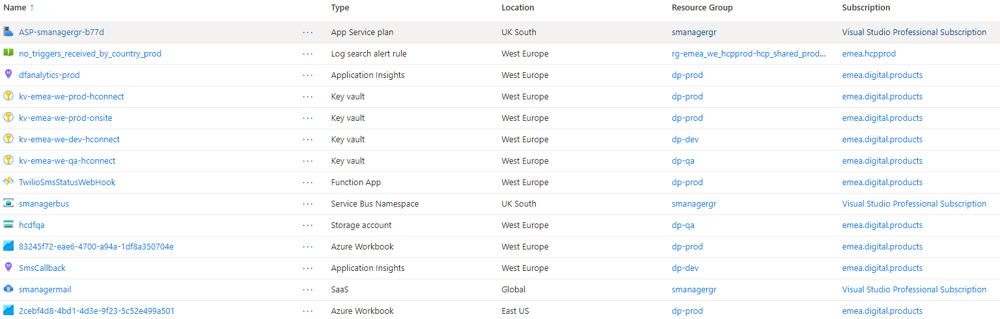 Name ↑ Type Location Resource Group Subscription
ASP-smanagergr-b77d ··· App Service plan UK South smanagergr Visual Studio Professional Subscription
no_triggers_received_by_country_prod ··· Log search alert rule West Europe rg-emea_we_hcpprod-hcp_shared_prod... emea.hcpprod
dfanalytics-prod ··· Application Insights West Europe dp-prod emea.digital.products
kv-emea-we-prod-hconnect ··· Key vault West Europe dp-prod emea.digital.products
kv-emea-we-prod-onsite ··· Key vault West Europe dp-prod emea.digital.products
kv-emea-we-dev-hconnect ··· Key vault West Europe dp-dev emea.digital.products
kv-emea-we-qa-hconnect ··· Key vault West Europe dp-qa emea.digital.products
TwilioSmsStatusWebHook ··· Function App West Europe dp-prod emea.digital.products
smanagerbus ··· Service Bus Namespace UK South smanagergr Visual Studio Professional Subscription
hcdfqa ··· Storage account West Europe dp-qa emea.digital.products
83245f72-eae6-4700-a94a-1df8a350704e ··· Azure Workbook West Europe dp-prod emea.digital.products
SmsCallback ··· Application Insights West Europe dp-dev emea.digital.products
smanagermail ··· SaaS Global smanagergr Visual Studio Professional Subscription
2cebf4d8-4bd1-4d3e-9f23-5c52e499a501 ··· Azure Workbook East US dp-prod emea.digital.products